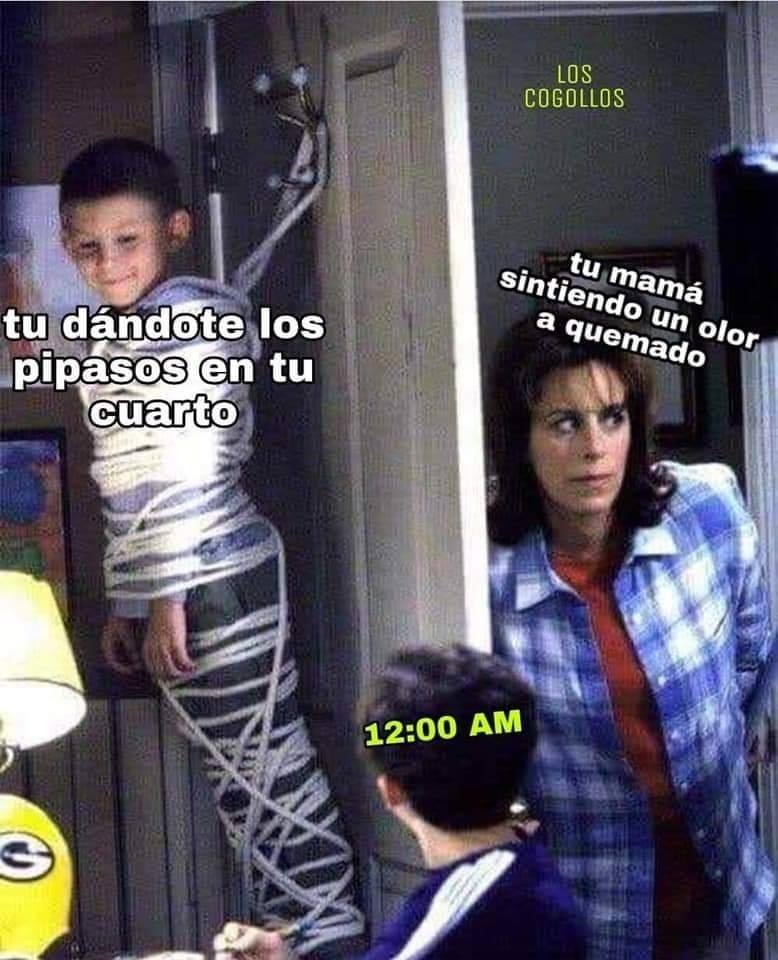 LOS
COGOLLOS
tu mamá
sintiendo un olor
a quemado
tu dándote los
pipasos en tu
cuarto
12:00 AM
G